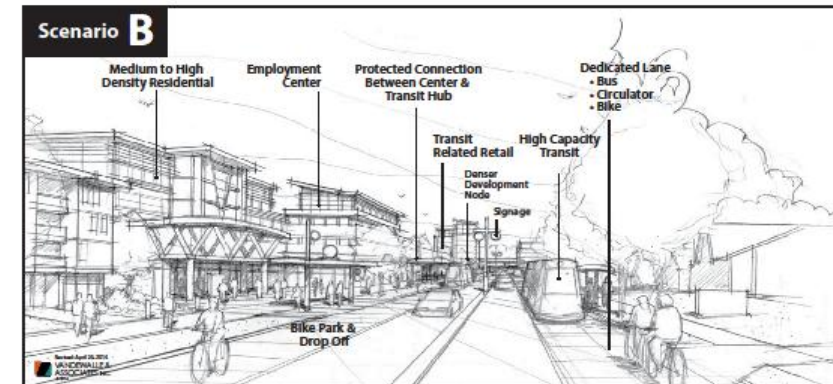 Scenario B
Medium to High
Density Residential
Employment
Center
Protected Connection
Between Center &
Transit Hub
Dedicated Lane
• Bus
• Circulator
• Bike
Transit
Related Retail
High Capacity
Transit
Denser
Development
Node
Signage
Bike Park &
Drop Off
VANDEWALLE &
ASSOCIATES INC.